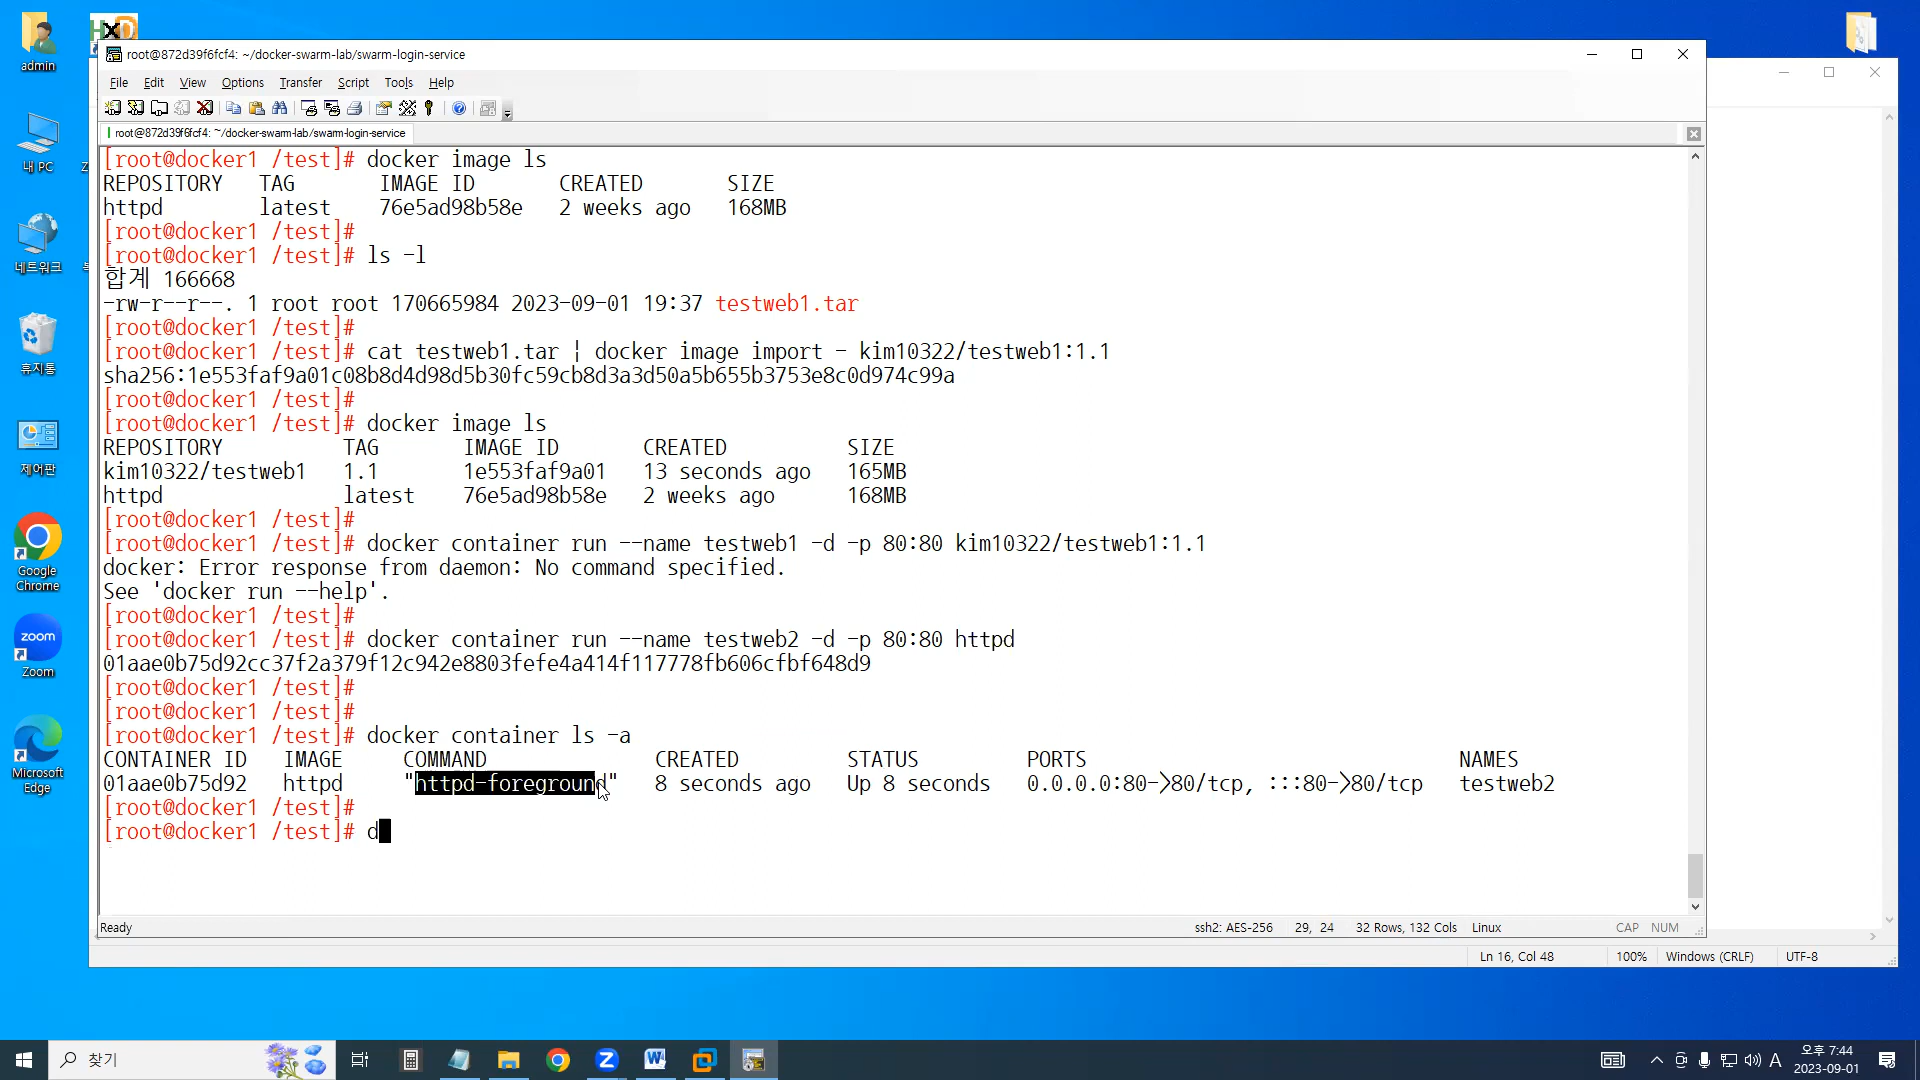 admin
내 PC
네트워크
휴지통
제어판
Google
Chrome
zoom
Zoom
Microsoft
Edge
HxD
root@872d39f6fcf4: ~/docker-swarm-lab/swarm-login-service
File Edit View Options Transfer Script Tools Help
root@872d39f6fcf4: ~/docker-swarm-lab/swarm-login-service
[root@docker1 /test]# docker image ls
REPOSITORY TAG IMAGE ID CREATED SIZE
httpd latest 76e5ad98b58e 2 weeks ago 168MB
[root@docker1 /test]#
[root@docker1 /test]# ls -l
합계 166668
-rw-r--r--. 1 root root 170665984 2023-09-01 19:37 testweb1.tar
[root@docker1 /test]#
[root@docker1 /test]# cat testweb1.tar | docker image import - kim10322/testweb1:1.1
sha256:1e553faf9a01c08b8d4d98d5b30fc59cb8d3a3d50a5b655b3753e8c0d974c99a
[root@docker1 /test]#
[root@docker1 /test]# docker image ls
REPOSITORY TAG IMAGE ID CREATED SIZE
kim10322/testweb1 1.1 1e553faf9a01 13 seconds ago 165MB
httpd latest 76e5ad98b58e 2 weeks ago 168MB
[root@docker1 /test]#
[root@docker1 /test]# docker container run --name testweb1 -d -p 80:80 kim10322/testweb1:1.1
docker: Error response from daemon: No command specified.
See 'docker run --help'.
[root@docker1 /test]#
[root@docker1 /test]# docker container run --name testweb2 -d -p 80:80 httpd
01aae0b75d92cc37f2a379f12c942e8803fefe4a414f117778fb606cfbf648d9
[root@docker1 /test]#
[root@docker1 /test]#
[root@docker1 /test]# docker container ls -a
CONTAINER ID IMAGE COMMAND CREATED STATUS PORTS NAMES
01aae0b75d92 httpd "httpd-foreground" 8 seconds ago Up 8 seconds 0.0.0.0:80->80/tcp, :::80->80/tcp testweb2
[root@docker1 /test]#
[root@docker1 /test]# d
Ready ssh2: AES-256 29, 24 32 Rows, 132 Cols Linux CAP NUM
Ln 16, Col 48 100% Windows (CRLF) UTF-8
찾기
A
오후 7:44
2023-09-01